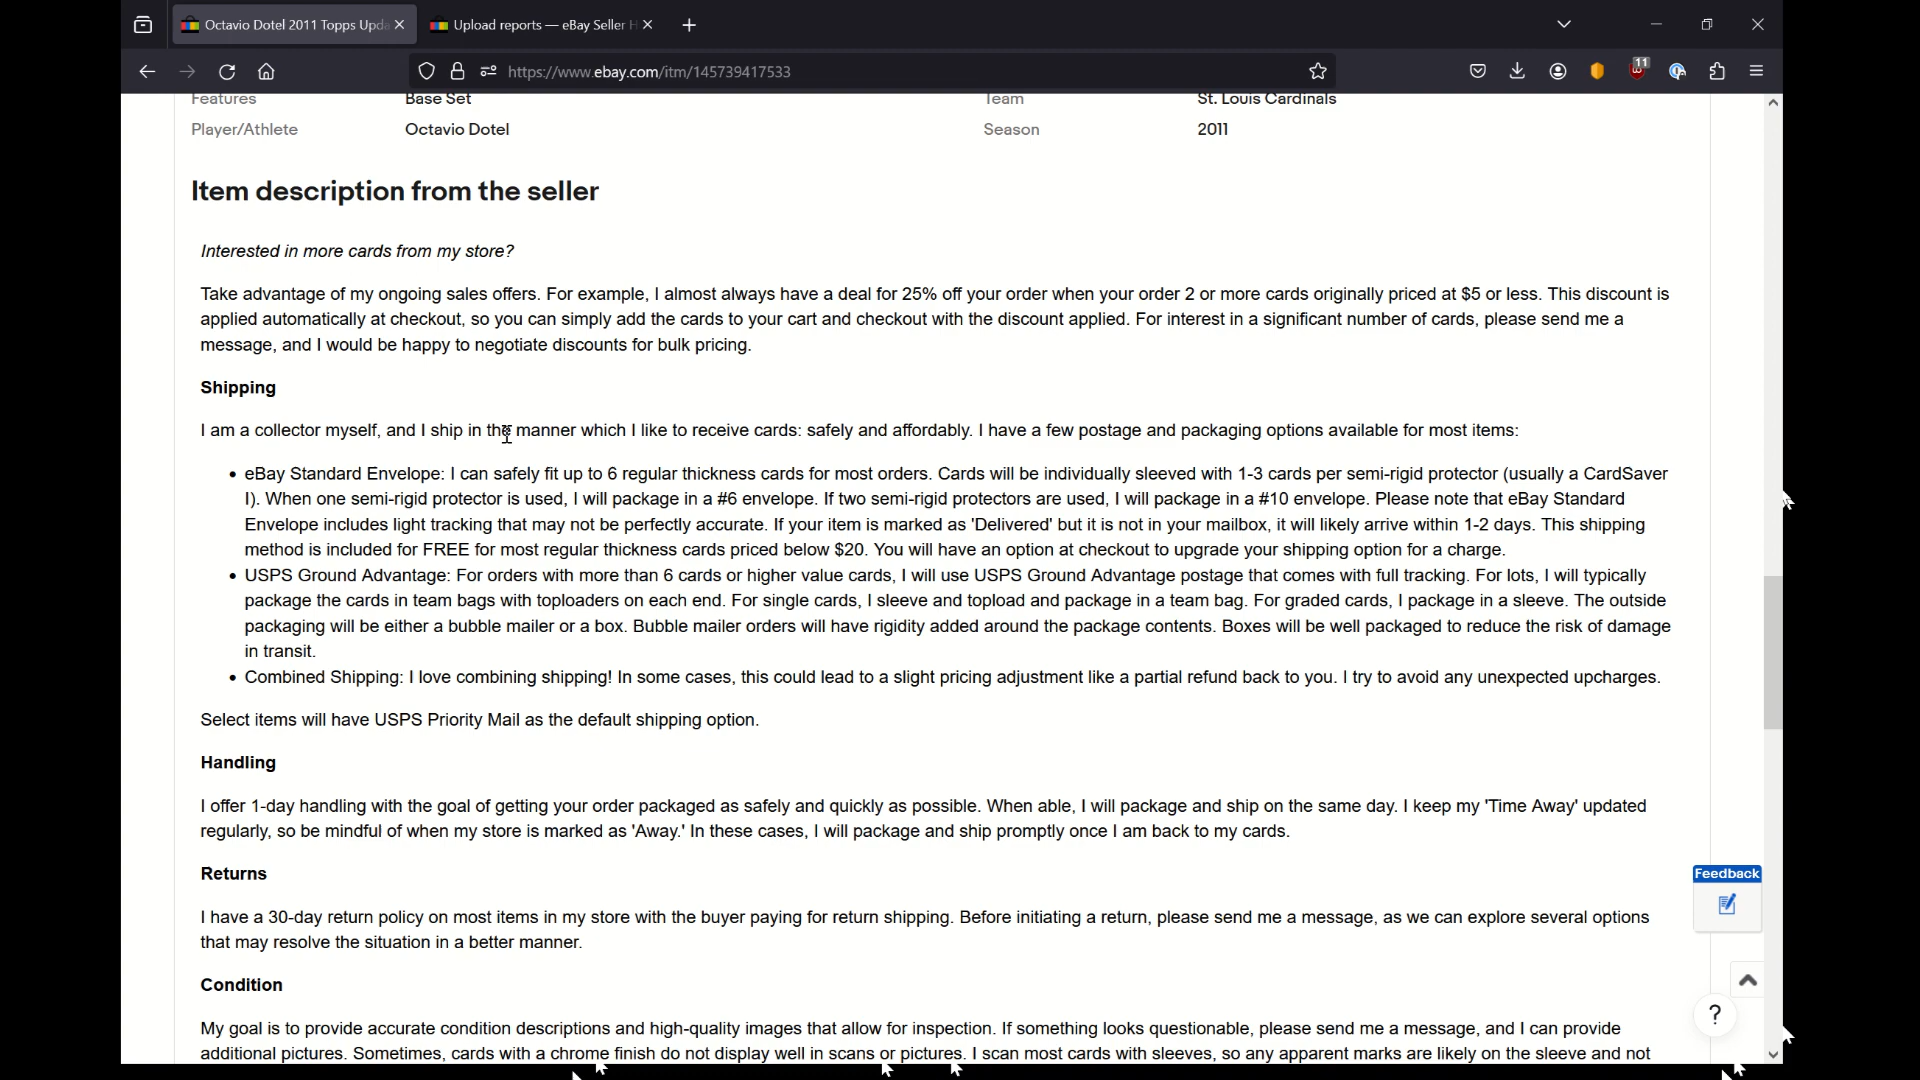 Octavio Dotel 2011 Topps Upda
Upload reports — eBay Seller H
https://www.ebay.com/itm/145739417533
11
Features Base Set Team St. Louis Cardinals
Player/Athlete Octavio Dotel Season 2011
Item description from the seller
Interested in more cards from my store?
Take advantage of my ongoing sales offers. For example, I almost always have a deal for 25% off your order when your order 2 or more cards originally priced at $5 or less. This discount is
applied automatically at checkout, so you can simply add the cards to your cart and checkout with the discount applied. For interest in a significant number of cards, please send me a
message, and I would be happy to negotiate discounts for bulk pricing.
Shipping
I am a collector myself, and I ship in the manner which I like to receive cards: safely and affordably. I have a few postage and packaging options available for most items:
• eBay Standard Envelope: I can safely fit up to 6 regular thickness cards for most orders. Cards will be individually sleeved with 1-3 cards per semi-rigid protector (usually a CardSaver
I). When one semi-rigid protector is used, I will package in a #6 envelope. If two semi-rigid protectors are used, I will package in a #10 envelope. Please note that eBay Standard
Envelope includes light tracking that may not be perfectly accurate. If your item is marked as 'Delivered' but it is not in your mailbox, it will likely arrive within 1-2 days. This shipping
method is included for FREE for most regular thickness cards priced below $20. You will have an option at checkout to upgrade your shipping option for a charge.
• USPS Ground Advantage: For orders with more than 6 cards or higher value cards, I will use USPS Ground Advantage postage that comes with full tracking. For lots, I will typically
package the cards in team bags with toploaders on each end. For single cards, I sleeve and topload and package in a team bag. For graded cards, I package in a sleeve. The outside
packaging will be either a bubble mailer or a box. Bubble mailer orders will have rigidity added around the package contents. Boxes will be well packaged to reduce the risk of damage
in transit.
• Combined Shipping: I love combining shipping! In some cases, this could lead to a slight pricing adjustment like a partial refund back to you. I try to avoid any unexpected upcharges.
Select items will have USPS Priority Mail as the default shipping option.
Handling
I offer 1-day handling with the goal of getting your order packaged as safely and quickly as possible. When able, I will package and ship on the same day. I keep my 'Time Away' updated
regularly, so be mindful of when my store is marked as 'Away.' In these cases, I will package and ship promptly once I am back to my cards.
Returns
Feedback
I have a 30-day return policy on most items in my store with the buyer paying for return shipping. Before initiating a return, please send me a message, as we can explore several options
that may resolve the situation in a better manner.
Condition
?
My goal is to provide accurate condition descriptions and high-quality images that allow for inspection. If something looks questionable, please send me a message, and I can provide
additional pictures. Sometimes, cards with a chrome finish do not display well in scans or pictures. I scan most cards with sleeves, so any apparent marks are likely on the sleeve and not